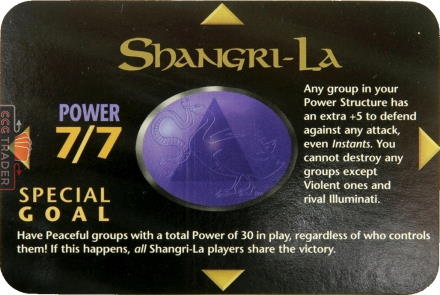 SHANGRI-LA
POWER
7/7
Any group in your
Power Structure has
an extra +5 to defend
against any attack,
even Instants. You
cannot destroy any
groups except
Violent ones and
rival Illuminati.
SPECIAL
GOAL
Have Peaceful groups with a total Power of 30 in play, regardless of who controls
them! If this happens, all Shangri-La players share the victory.
CCG TRADER